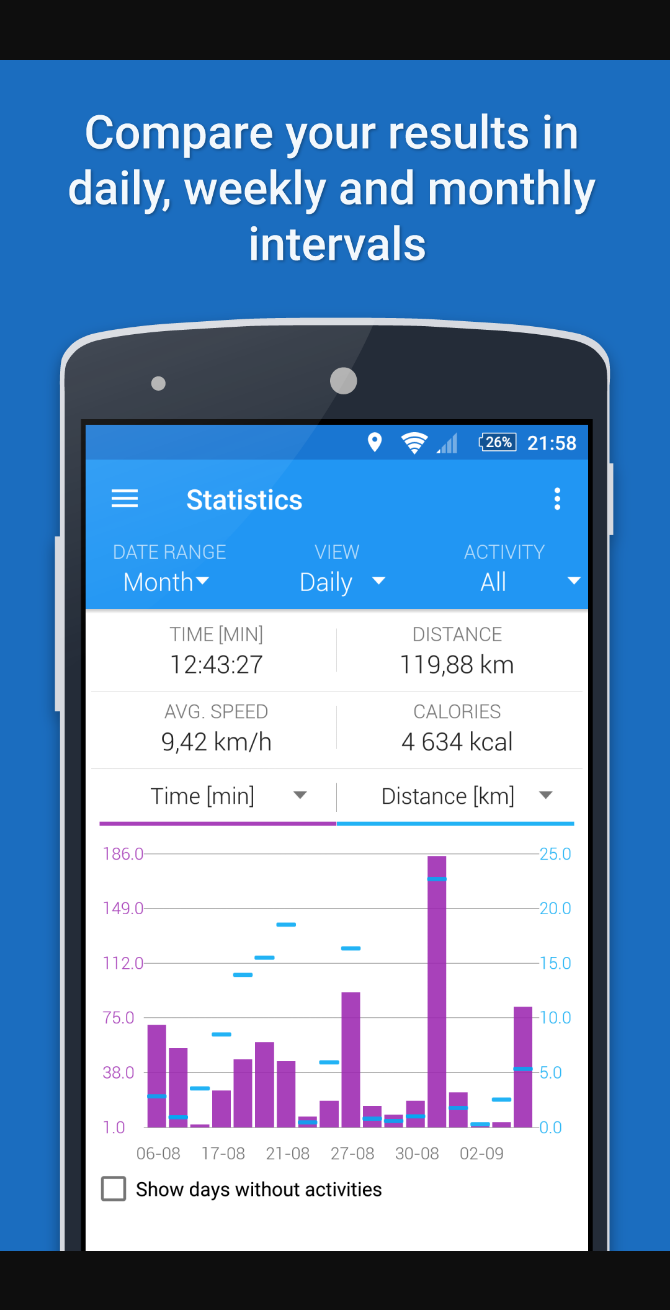 Compare your results in
daily, weekly and monthly
intervals
26% 21:58
Statistics
DATE RANGE VIEW ACTIVITY
Month Daily All
TIME [MIN] DISTANCE
12:43:27 119,88 km
AVG. SPEED CALORIES
9,42 km/h 4 634 kcal
Time [min] Distance [km]
186.0 25.0
149.0 20.0
112.0 15.0
75.0 10.0
38.0 5.0
1.0 0.0
06-08 17-08 21-08 27-08 30-08 02-09
Show days without activities